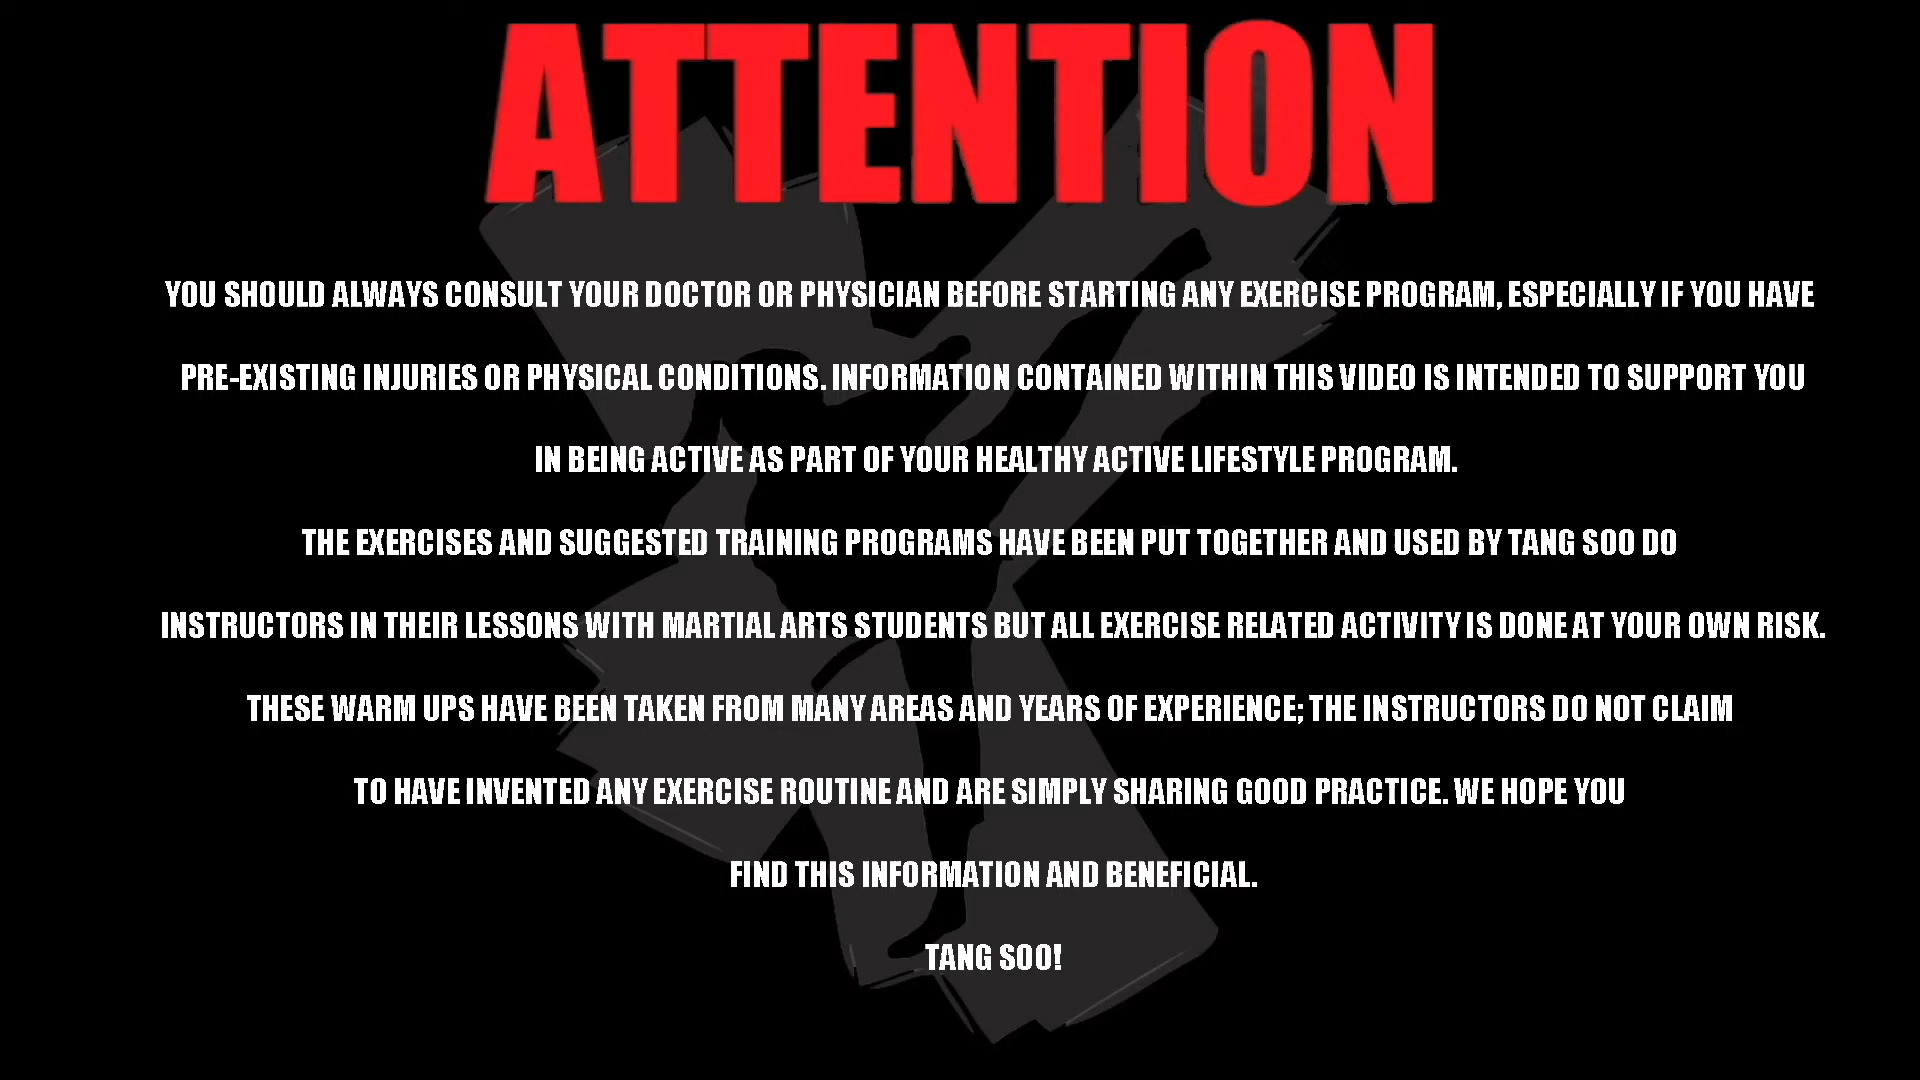 ATTENTION
YOU SHOULD ALWAYS CONSULT YOUR DOCTOR OR PHYSICIAN BEFORE STARTING ANY EXERCISE PROGRAM, ESPECIALLY IF YOU HAVE
PRE-EXISTING INJURIES OR PHYSICAL CONDITIONS. INFORMATION CONTAINED WITHIN THIS VIDEO IS INTENDED TO SUPPORT YOU
IN BEING ACTIVE AS PART OF YOUR HEALTHY ACTIVE LIFESTYLE PROGRAM.
THE EXERCISES AND SUGGESTED TRAINING PROGRAMS HAVE BEEN PUT TOGETHER AND USED BY TANG SOO DO
INSTRUCTORS IN THEIR LESSONS WITH MARTIAL ARTS STUDENTS BUT ALL EXERCISE RELATED ACTIVITY IS DONE AT YOUR OWN RISK.
THESE WARM UPS HAVE BEEN TAKEN FROM MANY AREAS AND YEARS OF EXPERIENCE; THE INSTRUCTORS DO NOT CLAIM
TO HAVE INVENTED ANY EXERCISE ROUTINE AND ARE SIMPLY SHARING GOOD PRACTICE. WE HOPE YOU
FIND THIS INFORMATION AND BENEFICIAL.
TANG SOO!